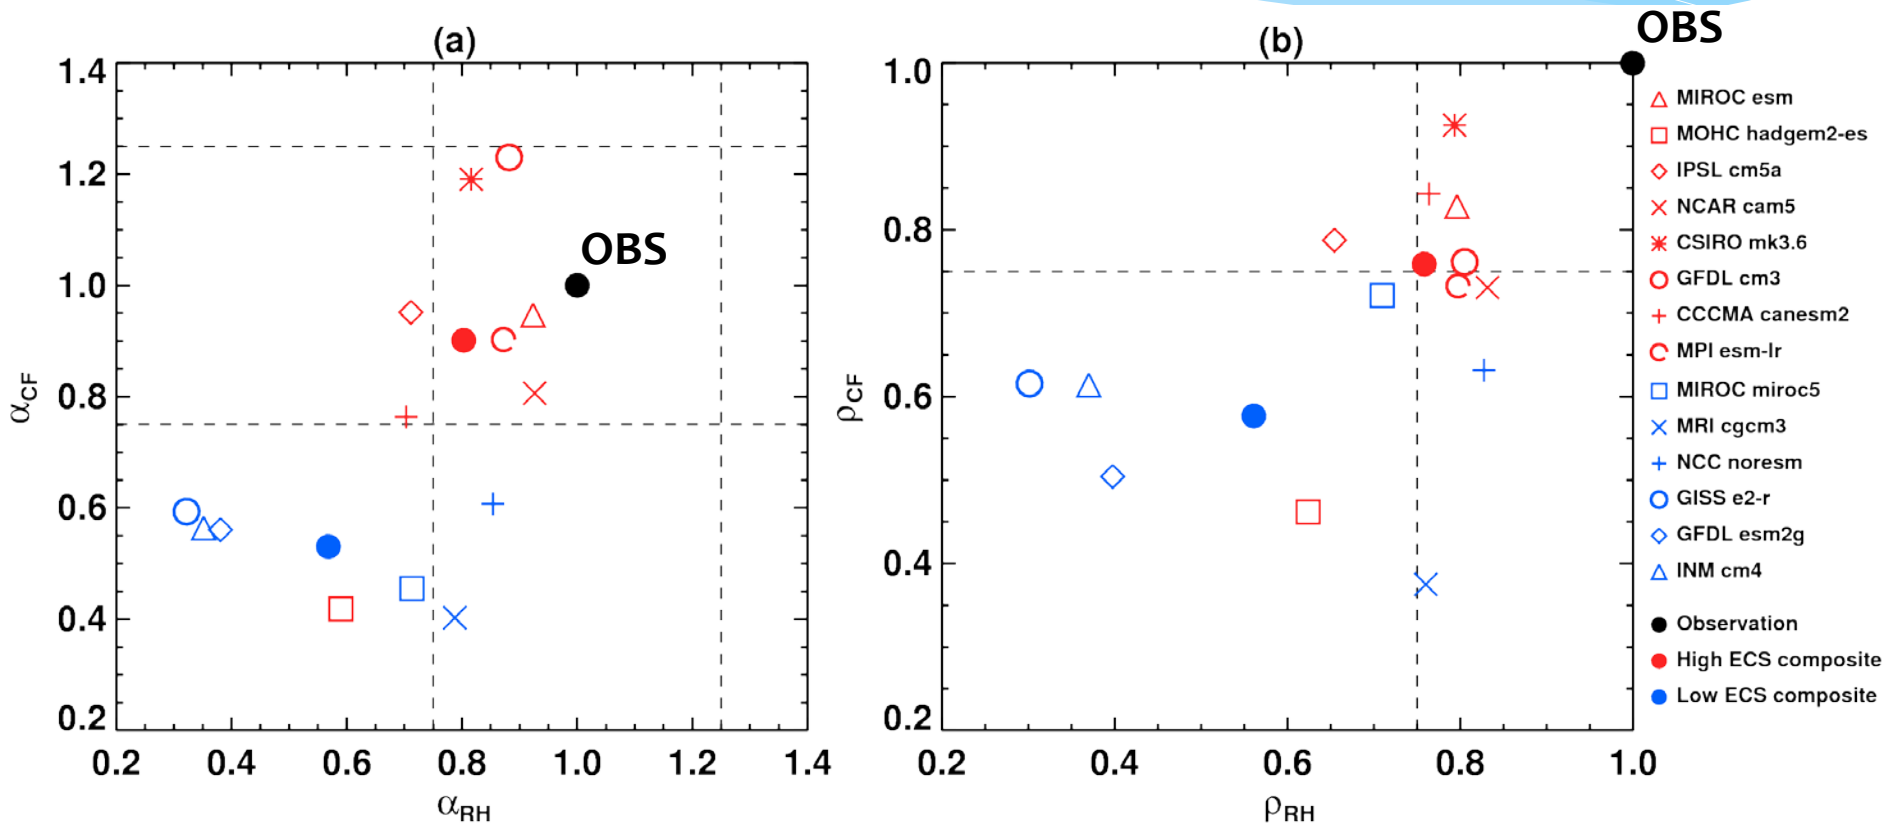 (a)
1.4
1.2
1.0
0.8
0.6
0.4
0.2
αCF
OBS
0.2 0.4 0.6 0.8 1.0 1.2 1.4
αRH
(b)
OBS
1.0
0.8
0.6
0.4
0.2
ρCF
0.2 0.4 0.6 0.8 1.0
ρRH
MIROC esm
MOHC hadgem2-es
IPSL cm5a
NCAR cam5
CSIRO mk3.6
GFDL cm3
CCCMA canesm2
MPI esm-lr
MIROC miroc5
MRI cgcm3
NCC noresm
GISS e2-r
GFDL esm2g
INM cm4
Observation
High ECS composite
Low ECS composite